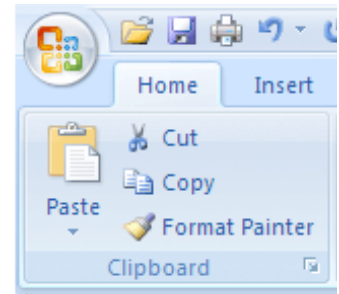 Home Insert
Cut
Copy
Paste
Format Painter
Clipboard